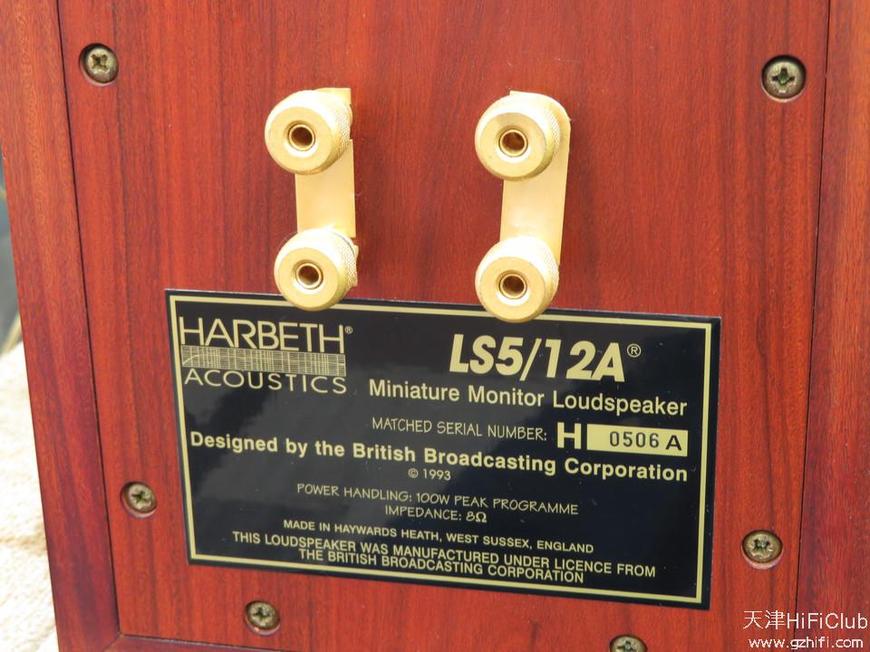 HARBETH®
ACOUSTICS
LS5/12A®
Miniature Monitor Loudspeaker
MATCHED SERIAL NUMBER: H 0506 A
Designed by the British Broadcasting Corporation
© 1993
POWER HANDLING: 100W PEAK PROGRAMME
IMPEDANCE: 8Ω
MADE IN HAYWARDS HEATH, WEST SUSSEX, ENGLAND
THIS LOUDSPEAKER WAS MANUFACTURED UNDER LICENCE FROM
THE BRITISH BROADCASTING CORPORATION
天津HiFiClub
www.gzhifi.com